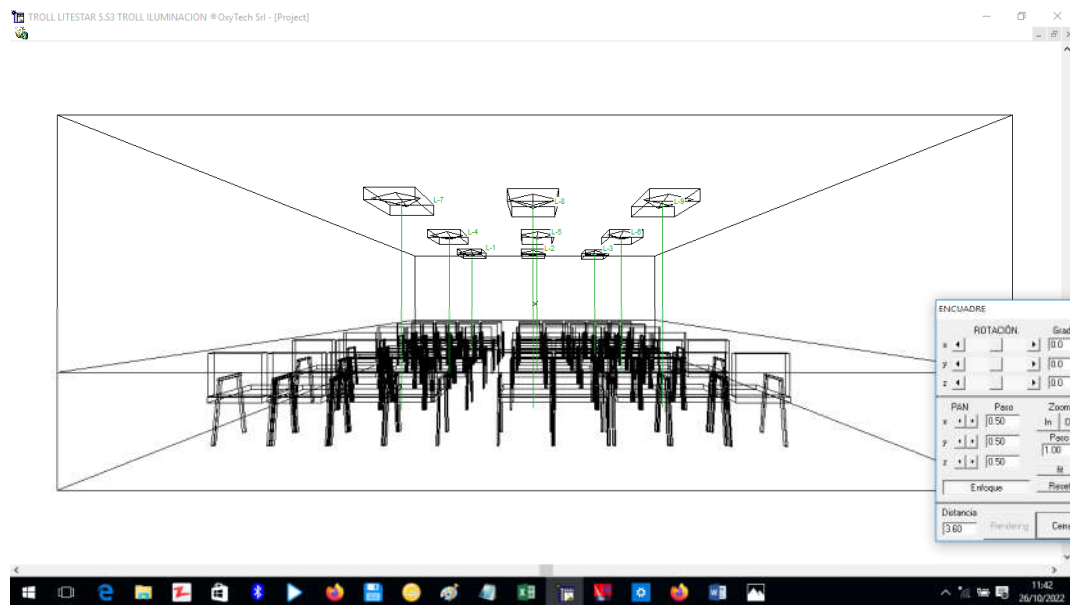 TROLL LITESTAR 5.S3 TROLL ILUMINACION ® OxyTech Srl - [Project]
L-7
L-8
L-9
L-4
L-5
L-6
L-1
L-2
L-3
ENCUADRE
ROTACIÓN Grad
x 0.0
y 0.0
z 0.0
PAN Paso Zoom
x 0.50 In
y 0.50 Paso
1.00
z 0.50
Enfoque Reset
Distancia
3.60 Rendering
11:42
26/10/2022